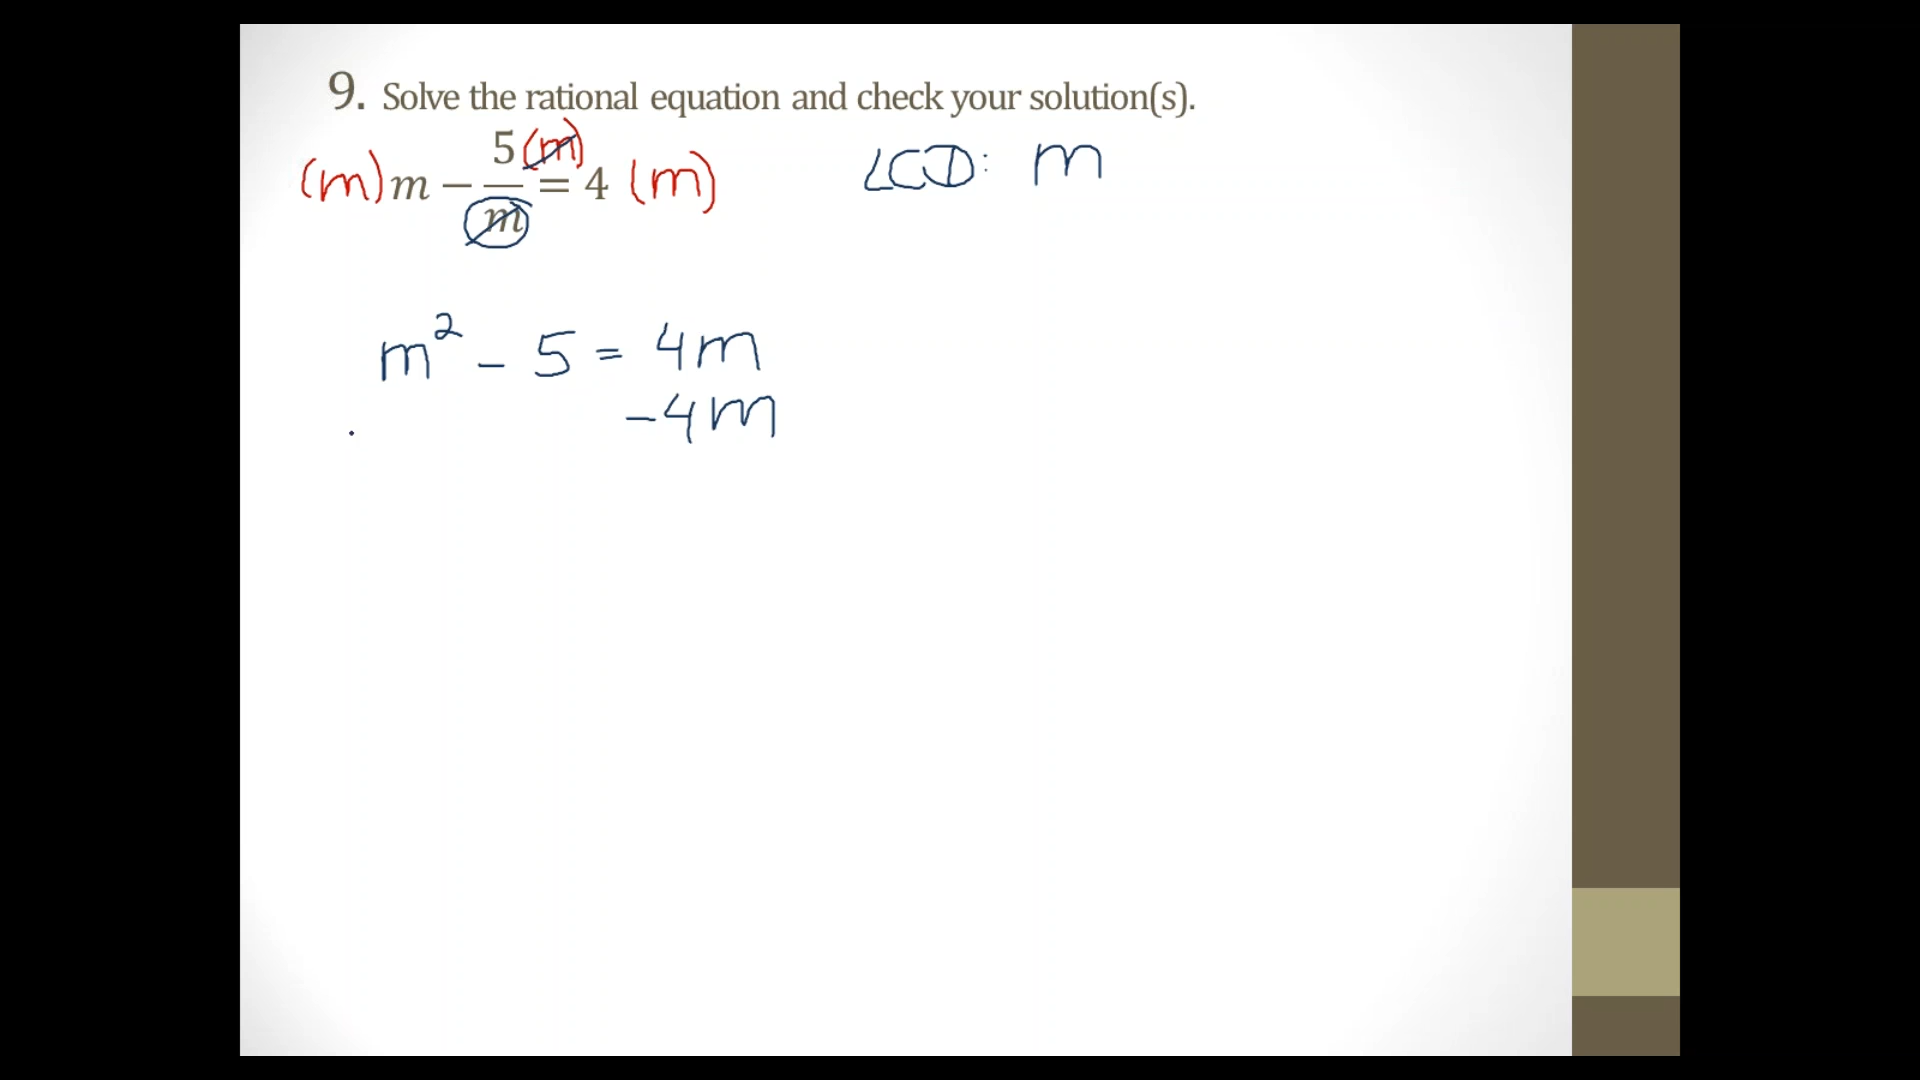 9. Solve the rational equation and check your solution(s).
(m)m − 5(m)/m = 4 (m)
LCD: m
m² - 5 = 4m
-4m